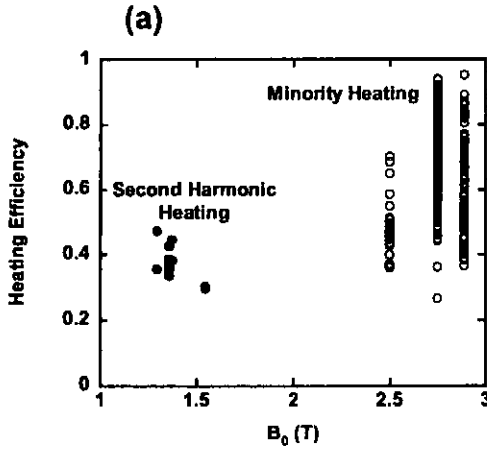 (a)
1
Minority Heating
0.8
Second Harmonic
Heating
0.6
0.4
0.2
0
1
1.5
2
2.5
3
Heating Efficiency
B₀ (T)